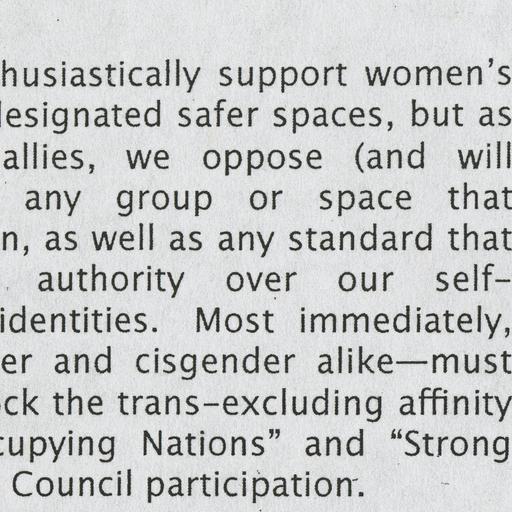 husiastically support women's
designated safer spaces, but as
allies, we oppose (and will
any group or space that
n, as well as any standard that
authority over our self-
identities. Most immediately,
er and cisgender alike—must
ck the trans-excluding affinity
cupying Nations” and “Strong
Council participation.